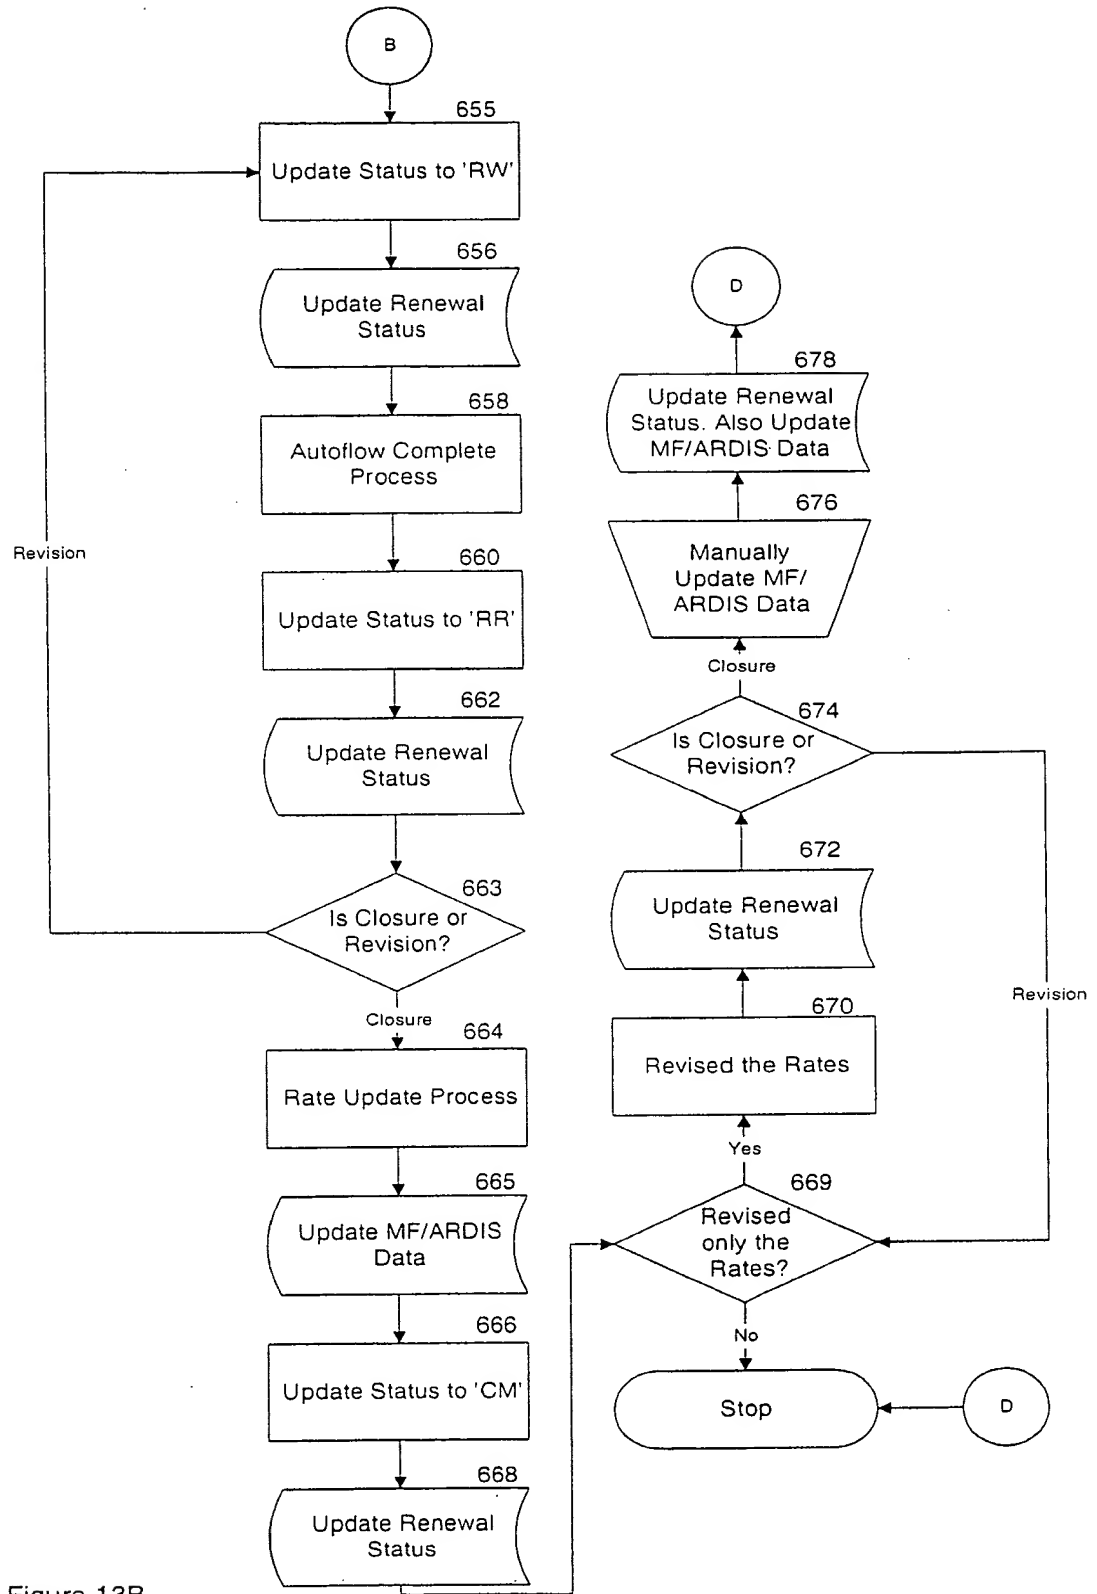 B
655
Update Status to 'RW'
656
Update Renewal
Status
658
Autoflow Complete
Process
660
Update Status to 'RR'
662
Update Renewal
Status
663
Is Closure or
Revision?
Revision
Closure
664
Rate Update Process
665
Update MF/ARDIS
Data
666
Update Status to 'CM'
668
Update Renewal
Status
D
678
Update Renewal
Status. Also Update
MF/ARDIS Data
676
Manually
Update MF/
ARDIS Data
Closure
674
Is Closure or
Revision?
672
Update Renewal
Status
Revision
670
Revised the Rates
Yes
669
Revised
only the
Rates?
No
Stop
D
Figure 13B